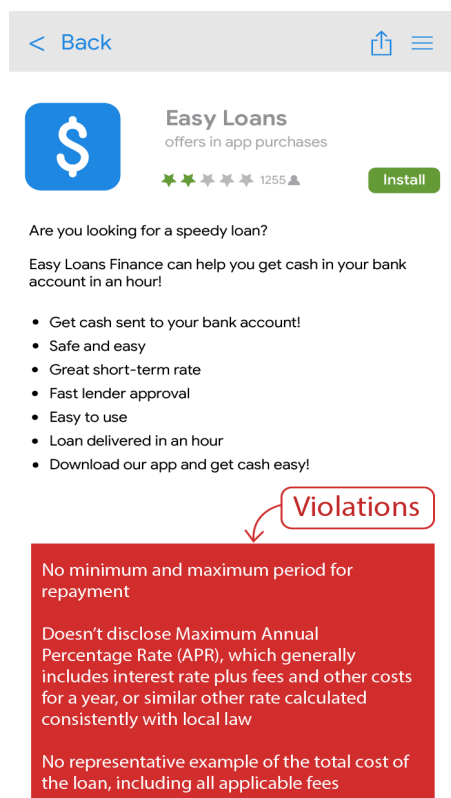 < Back
Easy Loans
offers in app purchases
1255
Install
Are you looking for a speedy loan?
Easy Loans Finance can help you get cash in your bank
account in an hour!
• Get cash sent to your bank account!
• Safe and easy
• Great short-term rate
• Fast lender approval
• Easy to use
• Loan delivered in an hour
• Download our app and get cash easy!
Violations
No minimum and maximum period for
repayment
Doesn’t disclose Maximum Annual
Percentage Rate (APR), which generally
includes interest rate plus fees and other costs
for a year, or similar other rate calculated
consistently with local law
No representative example of the total cost of
the loan, including all applicable fees